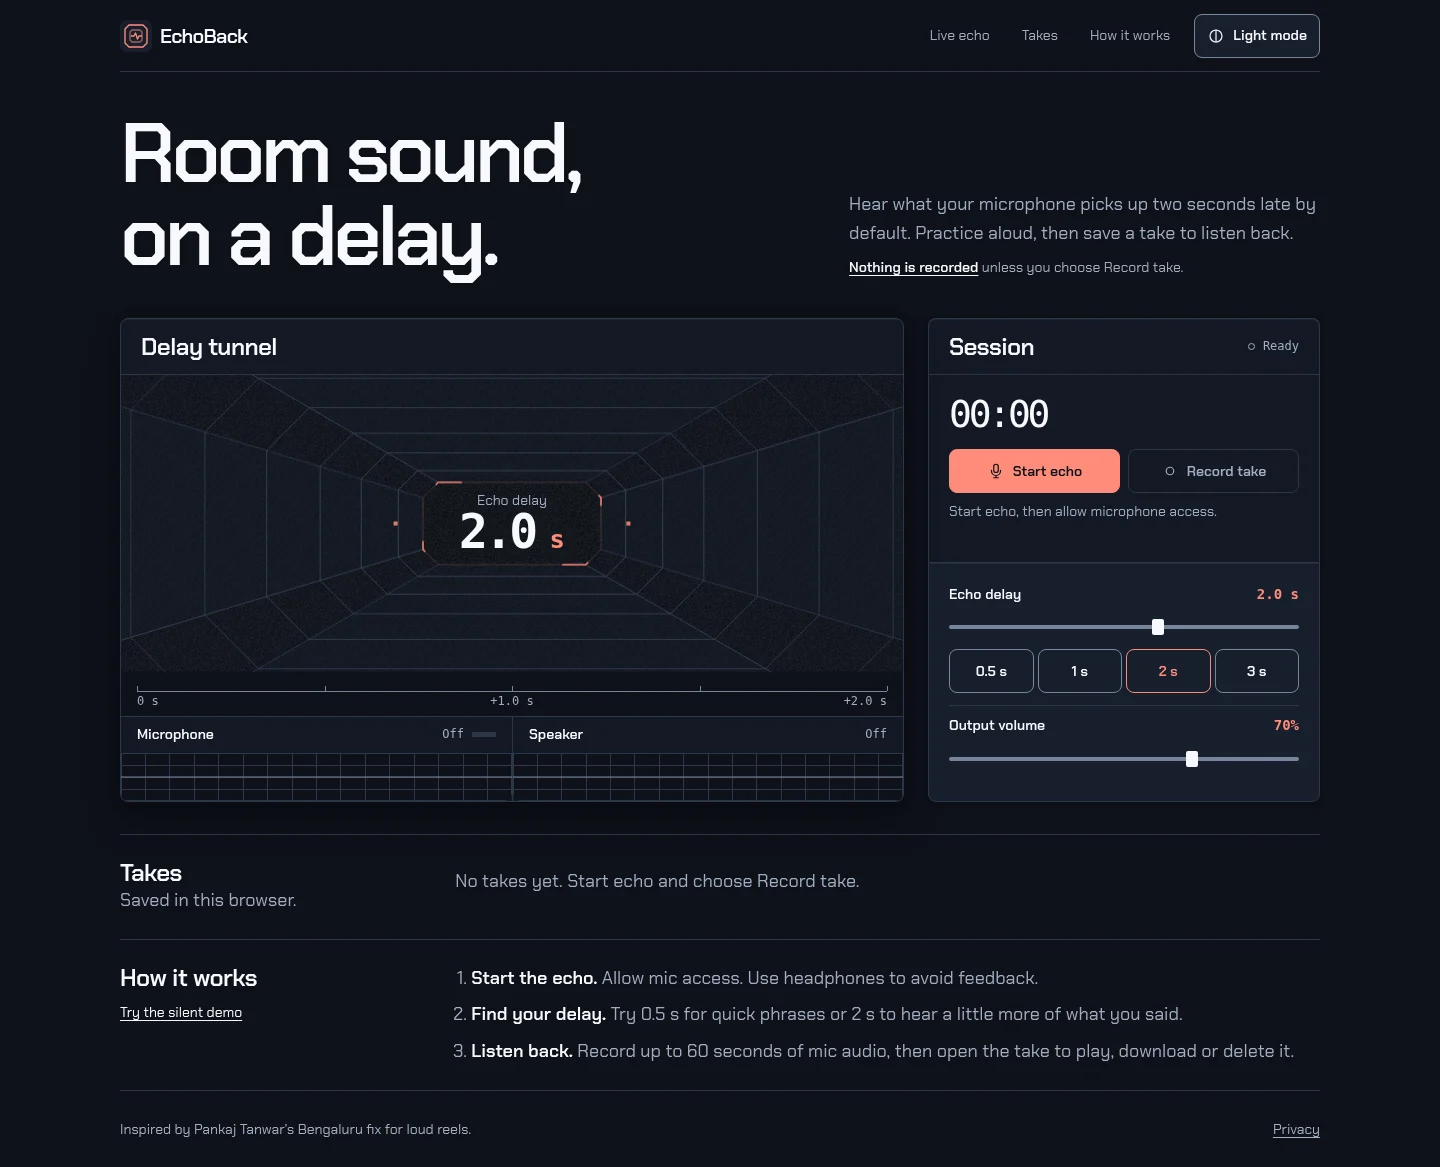 EchoBack
Live echo
Takes
How it works
Light mode
Room sound,
on a delay.
Hear what your microphone picks up two seconds late by
default. Practice aloud, then save a take to listen back.
Nothing is recorded unless you choose Record take.
Delay tunnel
Echo delay
2.0 s
0 s
+1.0 s
+2.0 s
Microphone
Off
Speaker
Off
Session
Ready
00:00
Start echo
Record take
Start echo, then allow microphone access.
Echo delay
2.0 s
0.5 s
1 s
2 s
3 s
Output volume
70%
Takes
Saved in this browser.
No takes yet. Start echo and choose Record take.
How it works
Try the silent demo
1. Start the echo. Allow mic access. Use headphones to avoid feedback.
2. Find your delay. Try 0.5 s for quick phrases or 2 s to hear a little more of what you said.
3. Listen back. Record up to 60 seconds of mic audio, then open the take to play, download or delete it.
Inspired by Pankaj Tanwar's Bengaluru fix for loud reels.
Privacy